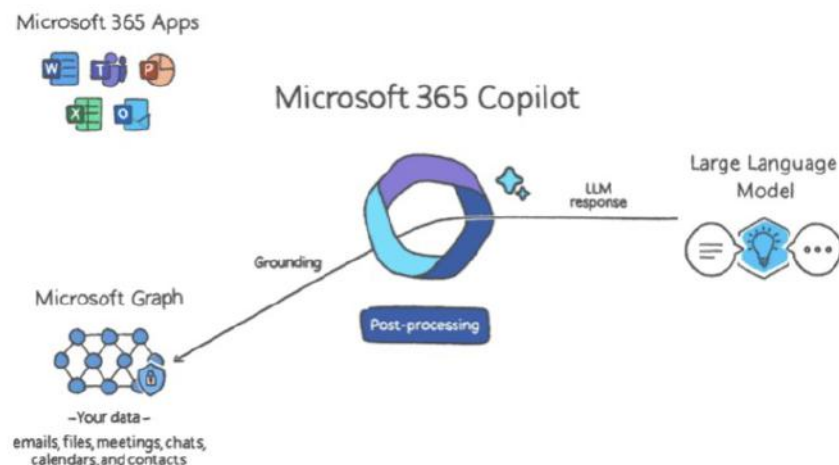 Microsoft 365 Apps
W
T
P
X
O
Microsoft 365 Copilot
Large Language
Model
LLM
response
Grounding
Microsoft Graph
Post-processing
-Your data-
emails, files, meetings, chats,
calendars, and contacts